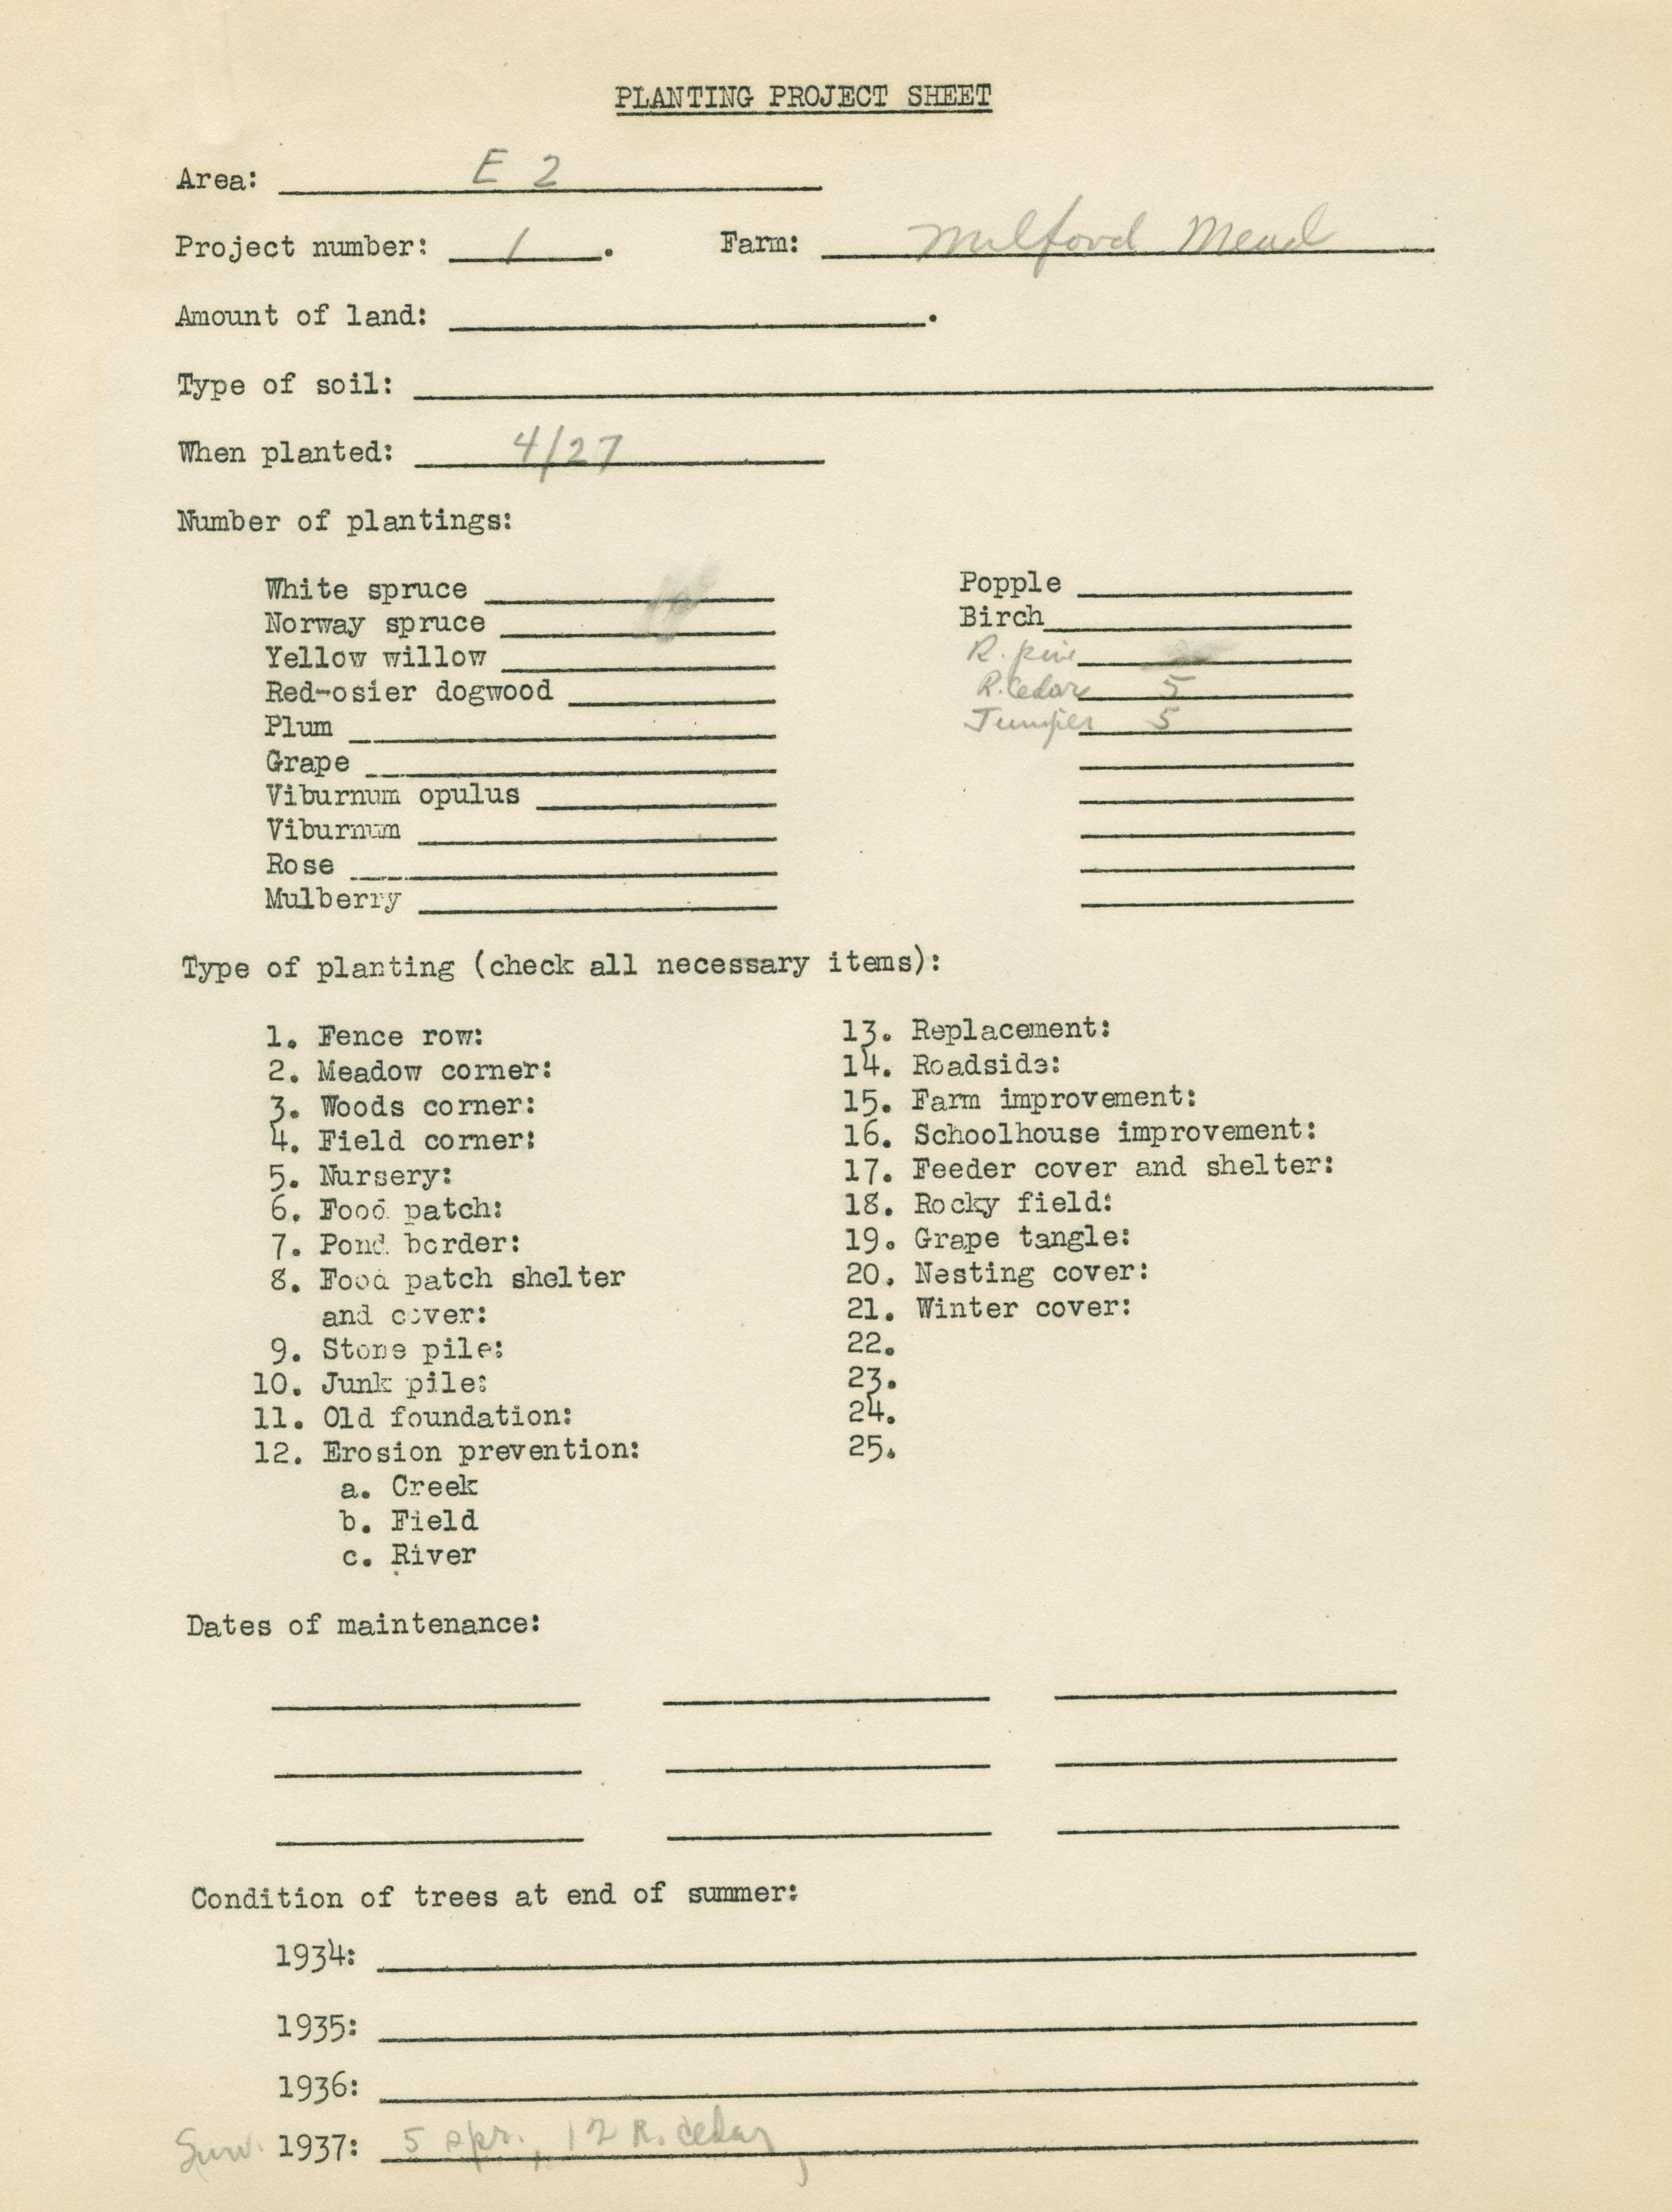 PLANTING PROJECT SHEET
Area: E 2
Project number: 1. Farm: Milford Mead
Amount of land: .
Type of soil:
When planted: 4/27
Number of plantings:
White spruce
Popple
Norway spruce
Birch
Yellow willow
R. pine
Red-osier dogwood
R. Cedar 5
Plum
Juniper 5
Grape
Viburnum opulus
Viburnum
Rose
Mulberry
Type of planting (check all necessary items):
1. Fence row:
2. Meadow corner:
3. Woods corner:
4. Field corner:
5. Nursery:
6. Food patch:
7. Pond border:
8. Food patch shelter
and cover:
9. Stone pile:
10. Junk pile:
11. Old foundation:
12. Erosion prevention:
a. Creek
b. Field
c. River
13. Replacement:
14. Roadside:
15. Farm improvement:
16. Schoolhouse improvement:
17. Feeder cover and shelter:
18. Rocky field:
19. Grape tangle:
20. Nesting cover:
21. Winter cover:
22.
23.
24.
25.
Dates of maintenance:
Condition of trees at end of summer:
1934:
1935:
1936:
Surv. 1937: 5 spr., 12 R. cedar